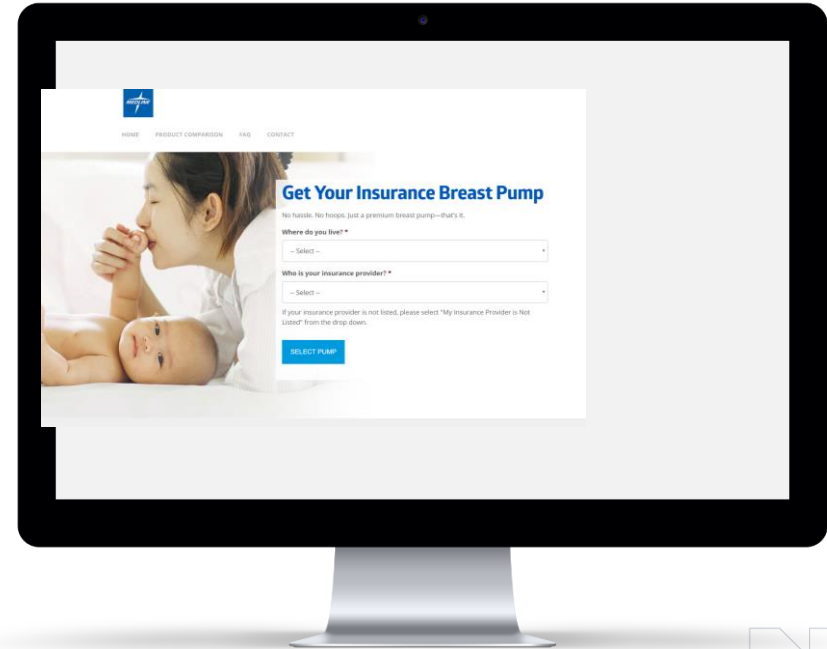 MEDLINE
HOME PRODUCT COMPARISON FAQ CONTACT
Get Your Insurance Breast Pump
No hassle. No hoops. Just a premium breast pump—that's it.
Where do you live? *
-- Select --
Who is your insurance provider? *
-- Select --
If your insurance provider is not listed, please select "My Insurance Provider is Not
Listed" from the drop down.
SELECT PUMP